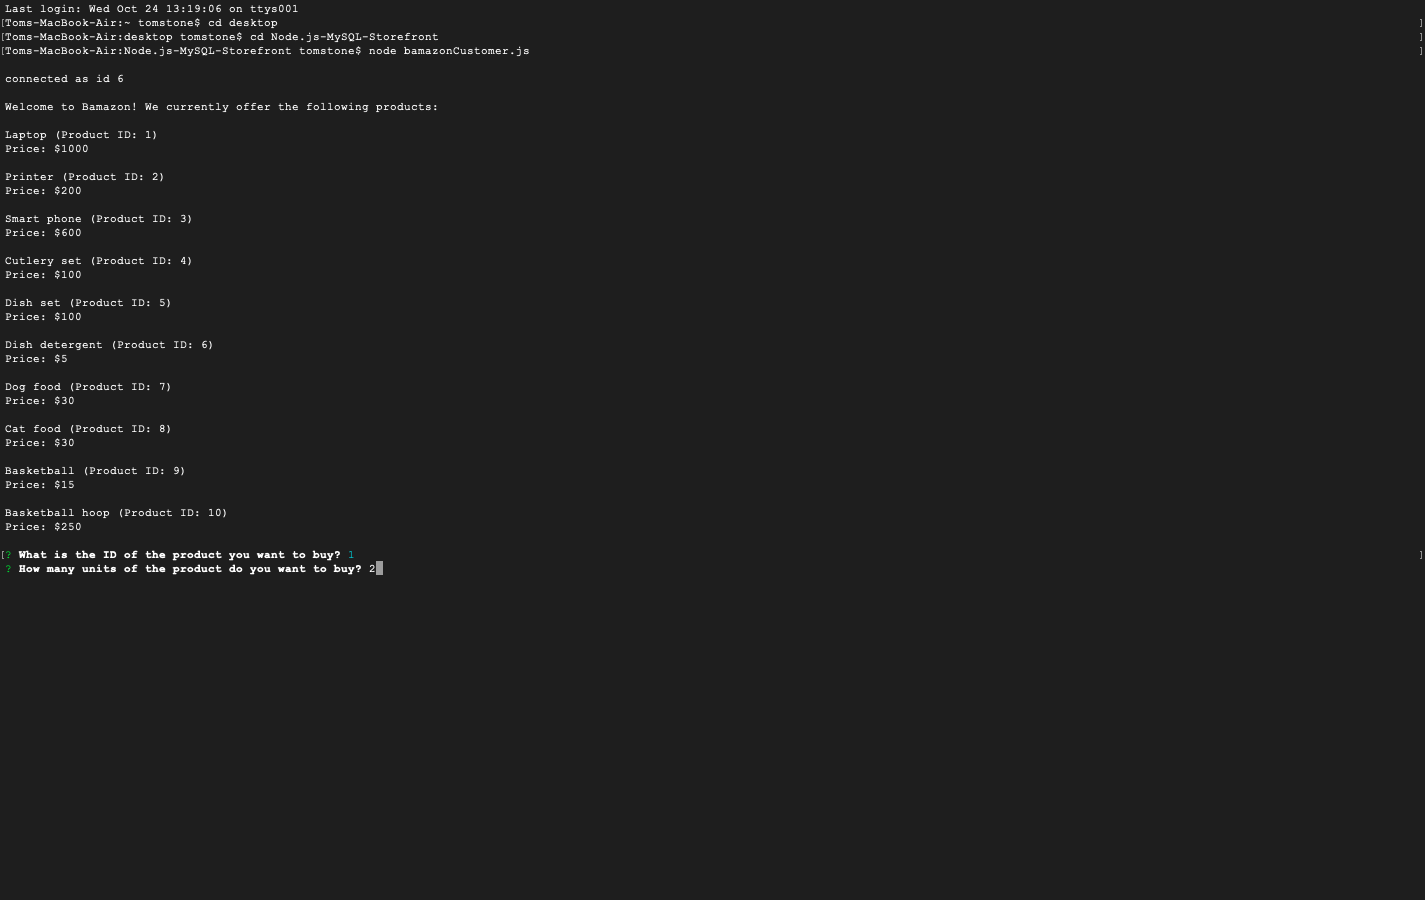 Last login: Wed Oct 24 13:19:06 on ttys001
[Toms-MacBook-Air:~ tomstone$ cd desktop ]
[Toms-MacBook-Air:desktop tomstone$ cd Node.js-MySQL-Storefront ]
[Toms-MacBook-Air:Node.js-MySQL-Storefront tomstone$ node bamazonCustomer.js ]
connected as id 6
Welcome to Bamazon! We currently offer the following products:
Laptop (Product ID: 1)
Price: $1000
Printer (Product ID: 2)
Price: $200
Smart phone (Product ID: 3)
Price: $600
Cutlery set (Product ID: 4)
Price: $100
Dish set (Product ID: 5)
Price: $100
Dish detergent (Product ID: 6)
Price: $5
Dog food (Product ID: 7)
Price: $30
Cat food (Product ID: 8)
Price: $30
Basketball (Product ID: 9)
Price: $15
Basketball hoop (Product ID: 10)
Price: $250
[? What is the ID of the product you want to buy? 1 ]
? How many units of the product do you want to buy? 2